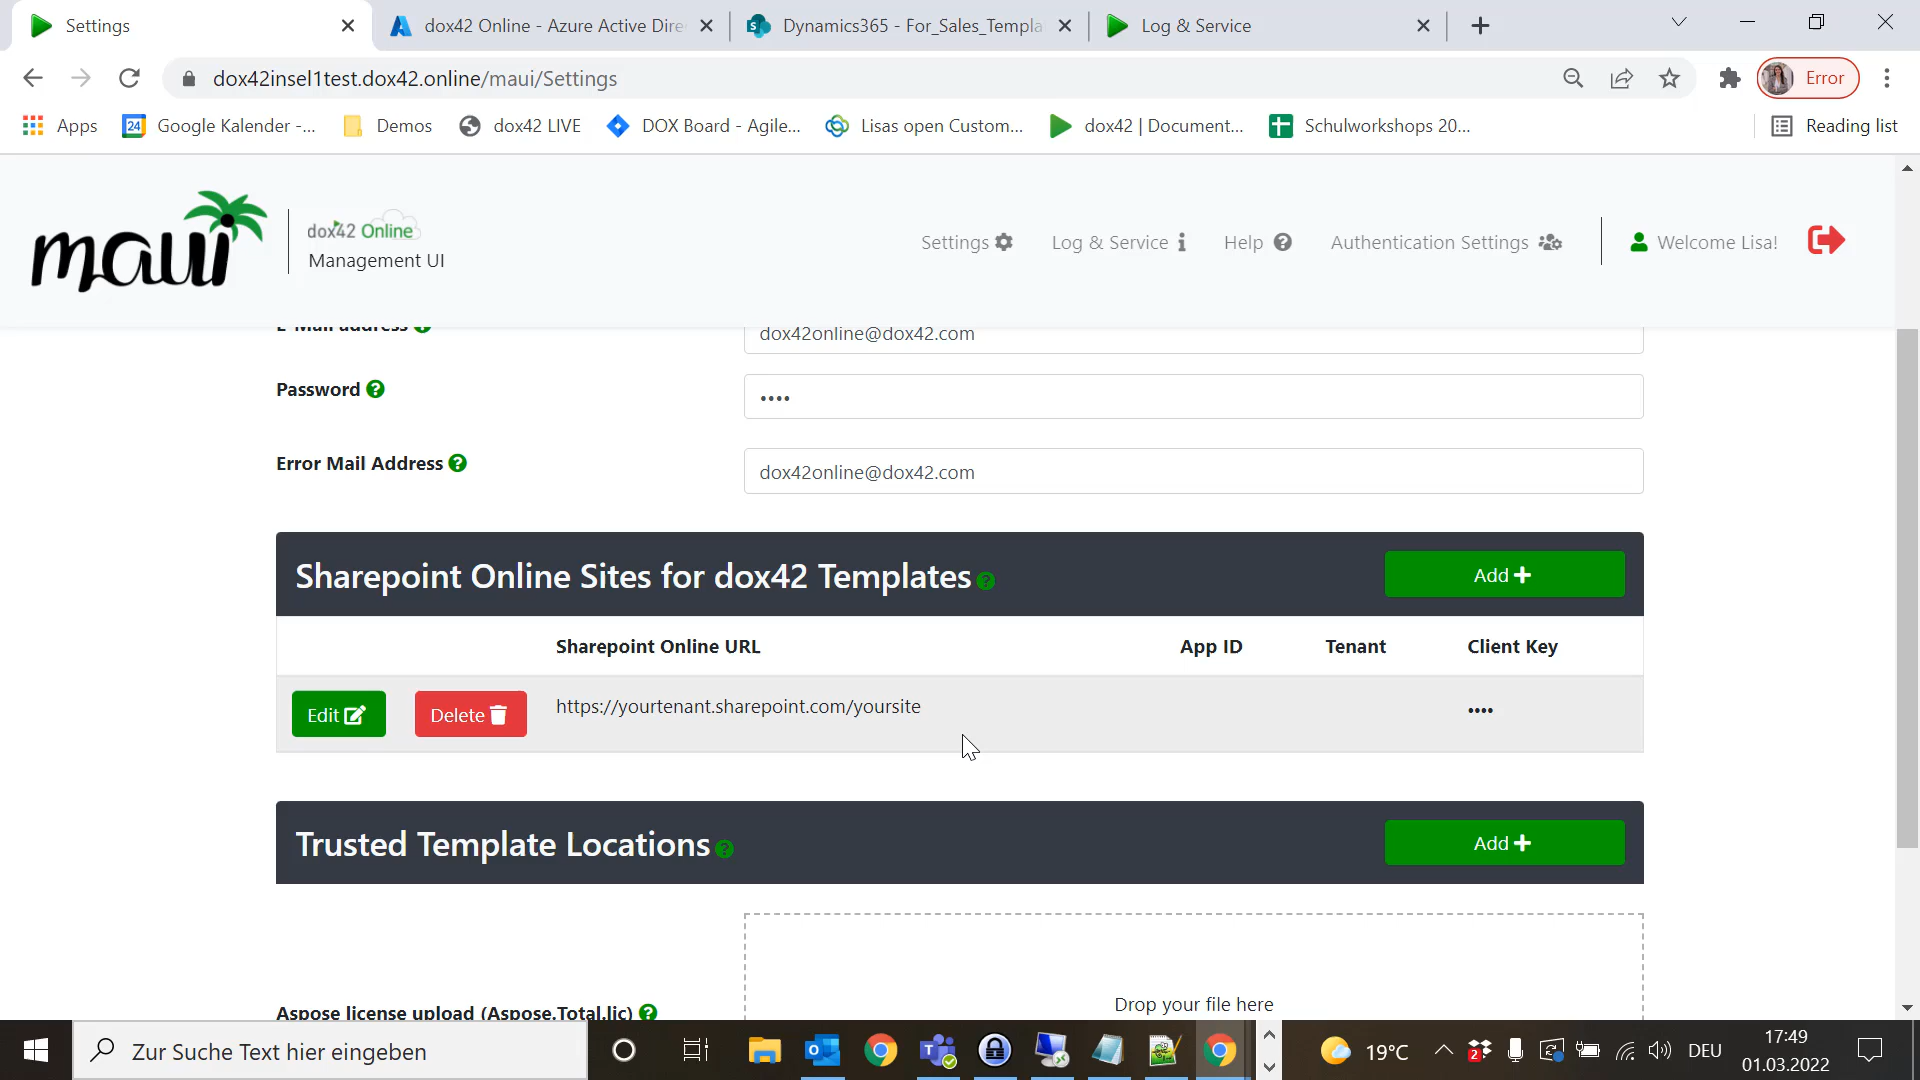 Settings
dox42 Online - Azure Active Dire
Dynamics365 - For_Sales_Templa
Log & Service
dox42insel1test.dox42.online/maui/Settings
Error
Apps
24
Google Kalender -...
Demos
dox42 LIVE
DOX Board - Agile...
Lisas open Custom...
dox42 | Document...
Schulworkshops 20...
Reading list
maui
dox42 Online
Management UI
Settings
Log & Service
Help
Authentication Settings
Welcome Lisa!
E-Mail address
dox42online@dox42.com
Password
••••
Error Mail Address
dox42online@dox42.com
Sharepoint Online Sites for dox42 Templates
Add
Sharepoint Online URL
App ID
Tenant
Client Key
Edit
Delete
https://yourtenant.sharepoint.com/yoursite
••••
Trusted Template Locations
Add
Aspose license upload (Aspose.Total.lic)
Drop your file here
Zur Suche Text hier eingeben
2
19°C
DEU
17:49
01.03.2022